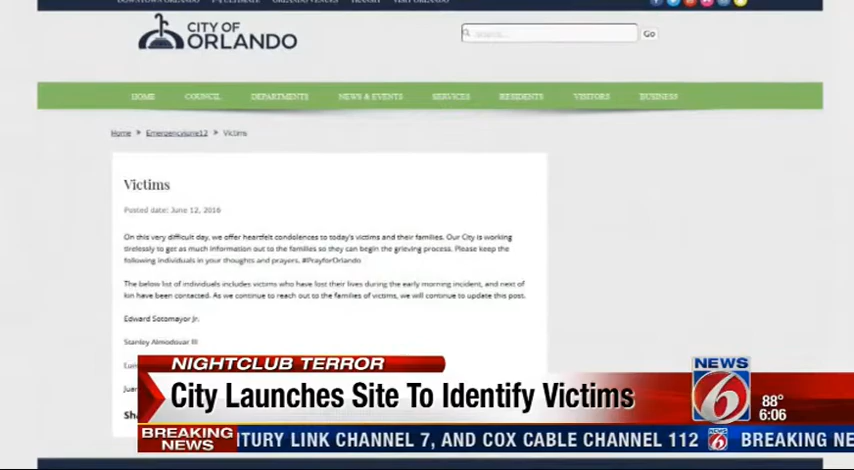 CITY OF
ORLANDO
Search...
Go
HOME COUNCIL DEPARTMENTS NEWS & EVENTS SERVICES RESIDENTS VISITORS BUSINESS
Home > EmergencyJune12 > Victims
Victims
Posted date: June 12, 2016
On this very difficult day, we offer heartfelt condolences to today's victims and their families. Our City is working
tirelessly to get as much information out to the families so they can begin the grieving process. Please keep the
following individuals in your thoughts and prayers. #PrayforOrlando
The below list of individuals includes victims who have lost their lives during the early morning incident, and next of
kin have been contacted. As we continue to reach out to the families of victims, we will continue to update this post.
Edward Sotomayor Jr.
Stanley Almodovar III
NIGHTCLUB TERROR
City Launches Site To Identify Victims
NEWS
6
88°
6:06
BREAKING
NEWS
TURY LINK CHANNEL 7, AND COX CABLE CHANNEL 112 NEWS 6 BREAKING NE